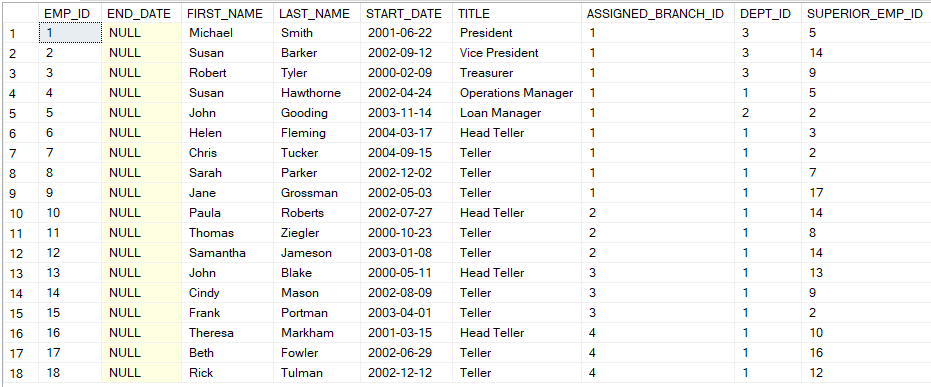 EMP_ID END_DATE FIRST_NAME LAST_NAME START_DATE TITLE ASSIGNED_BRANCH_ID DEPT_ID SUPERIOR_EMP_ID
1 1 NULL Michael Smith 2001-06-22 President 1 3 5
2 2 NULL Susan Barker 2002-09-12 Vice President 1 3 14
3 3 NULL Robert Tyler 2000-02-09 Treasurer 1 3 9
4 4 NULL Susan Hawthorne 2002-04-24 Operations Manager 1 1 5
5 5 NULL John Gooding 2003-11-14 Loan Manager 1 2 2
6 6 NULL Helen Fleming 2004-03-17 Head Teller 1 1 3
7 7 NULL Chris Tucker 2004-09-15 Teller 1 1 2
8 8 NULL Sarah Parker 2002-12-02 Teller 1 1 7
9 9 NULL Jane Grossman 2002-05-03 Teller 1 1 17
10 10 NULL Paula Roberts 2002-07-27 Head Teller 2 1 14
11 11 NULL Thomas Ziegler 2000-10-23 Teller 2 1 8
12 12 NULL Samantha Jameson 2003-01-08 Teller 2 1 14
13 13 NULL John Blake 2000-05-11 Head Teller 3 1 13
14 14 NULL Cindy Mason 2002-08-09 Teller 3 1 9
15 15 NULL Frank Portman 2003-04-01 Teller 3 1 2
16 16 NULL Theresa Markham 2001-03-15 Head Teller 4 1 10
17 17 NULL Beth Fowler 2002-06-29 Teller 4 1 16
18 18 NULL Rick Tulman 2002-12-12 Teller 4 1 12